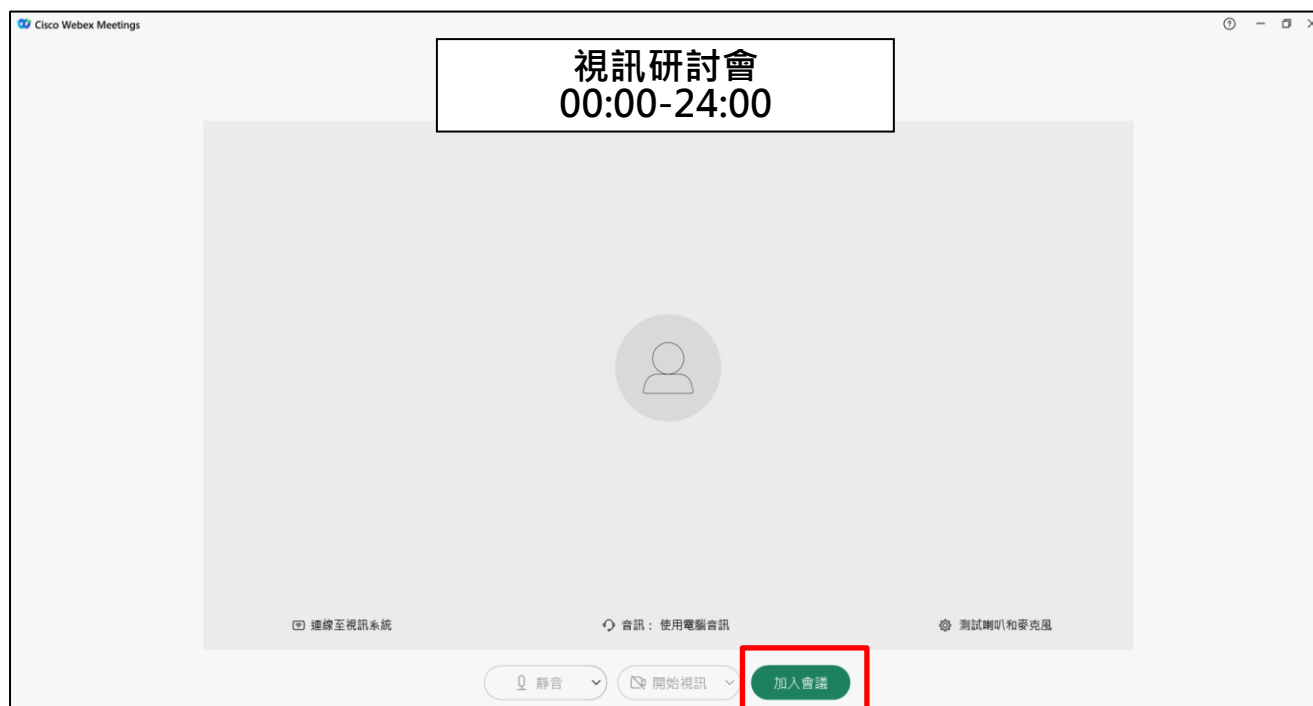 Cisco Webex Meetings
視訊研討會
00:00-24:00
連線至視訊系統
音訊： 使用電腦音訊
測試喇叭和麥克風
靜音
開始視訊
加入會議